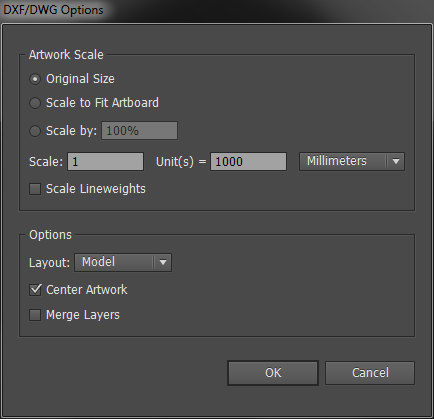 DXF/DWG Options
Artwork Scale
Original Size
Scale to Fit Artboard
Scale by: 100%
Scale: 1 Unit(s) = 1000 Millimeters
Scale Lineweights
Options
Layout: Model
Center Artwork
Merge Layers
OK Cancel